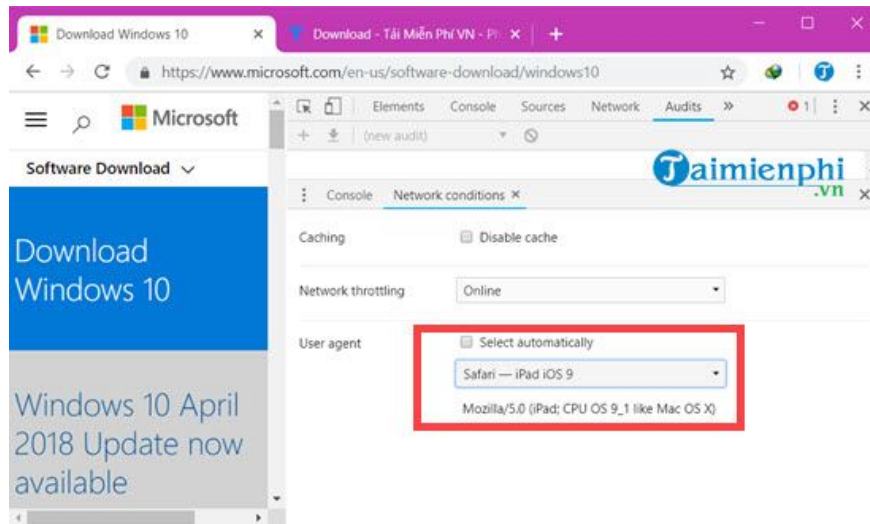 Download Windows 10
Download - Tải Miễn Phí VN - Ph
https://www.microsoft.com/en-us/software-download/windows10
Microsoft
Elements Console Sources Network Audits » 1
(new audit)
Software Download
Taimienphi
.vn
Console Network conditions ×
Caching Disable cache
Download
Windows 10
Network throttling Online
User agent Select automatically
Safari — iPad iOS 9
Mozilla/5.0 (iPad; CPU OS 9_1 like Mac OS X)
Windows 10 April
2018 Update now
available